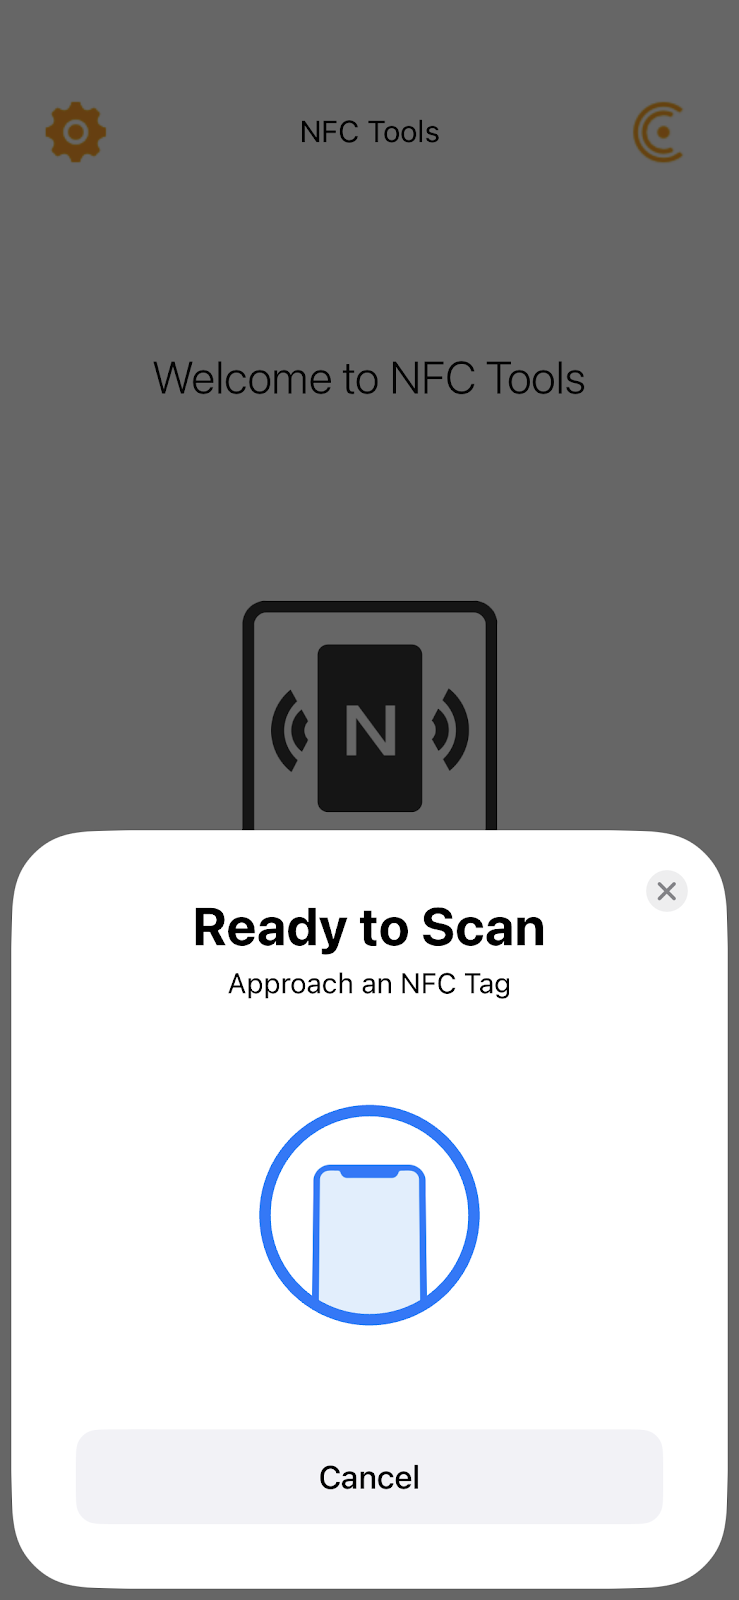 NFC Tools
Welcome to NFC Tools
N
Ready to Scan
Approach an NFC Tag
Cancel